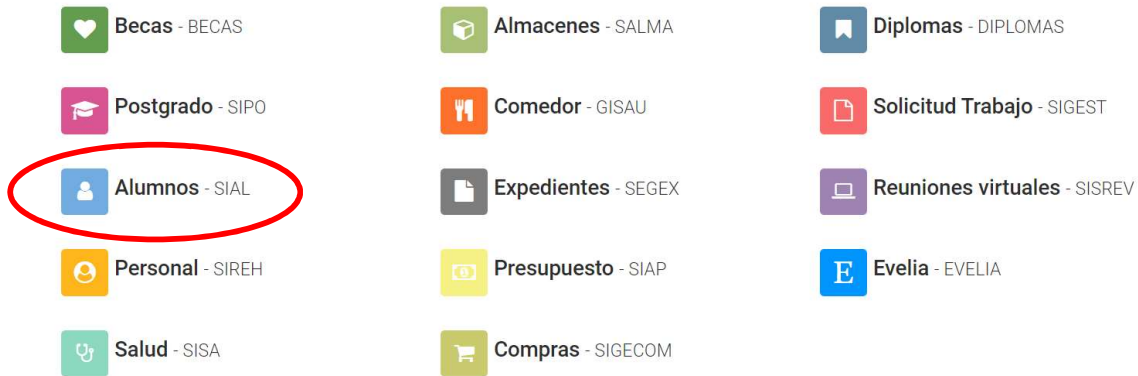 Becas - BECAS
Almacenes - SALMA
Diplomas - DIPLOMAS
Postgrado - SIPO
Comedor - GISAU
Solicitud Trabajo - SIGEST
Alumnos - SIAL
Expedientes - SEGEX
Reuniones virtuales - SISREV
Personal - SIREH
Presupuesto - SIAP
E Evelia - EVELIA
Salud - SISA
Compras - SIGECOM